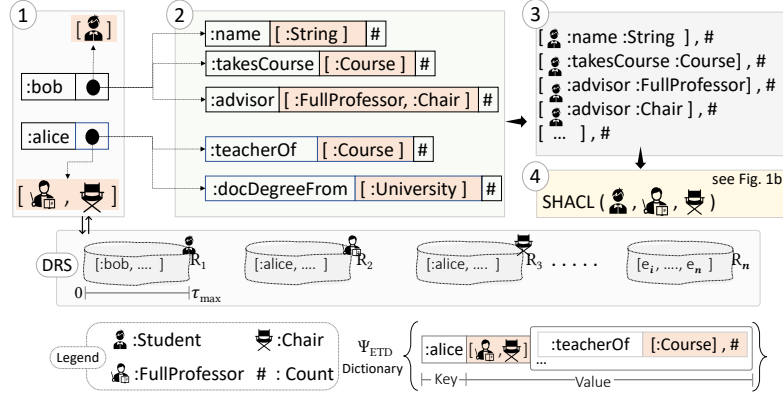 1
2
3
[ ]
:bob
:alice
[ , ]
:name [ :String ] #
:takesCourse [ :Course ] #
:advisor [ :FullProfessor, :Chair ] #
:teacherOf [ :Course ] #
:docDegreeFrom [ :University ] #
[ :name :String ] , #
[ :takesCourse :Course] , #
[ :advisor :FullProfessor] , #
[ :advisor :Chair ] , #
[ ... ] , #
4
see Fig. 1b
SHACL ( , , )
DRS
[:bob, .... ] R1
[:alice, .... ] R2
[:alice, .... ] R3
. . . . .
[ei, ...., en ] Rn
0 τmax
Legend
:Student :Chair
:FullProfessor # : Count
ΨETD
Dictionary
:alice [ , ] :teacherOf [:Course] , #
...
Key Value